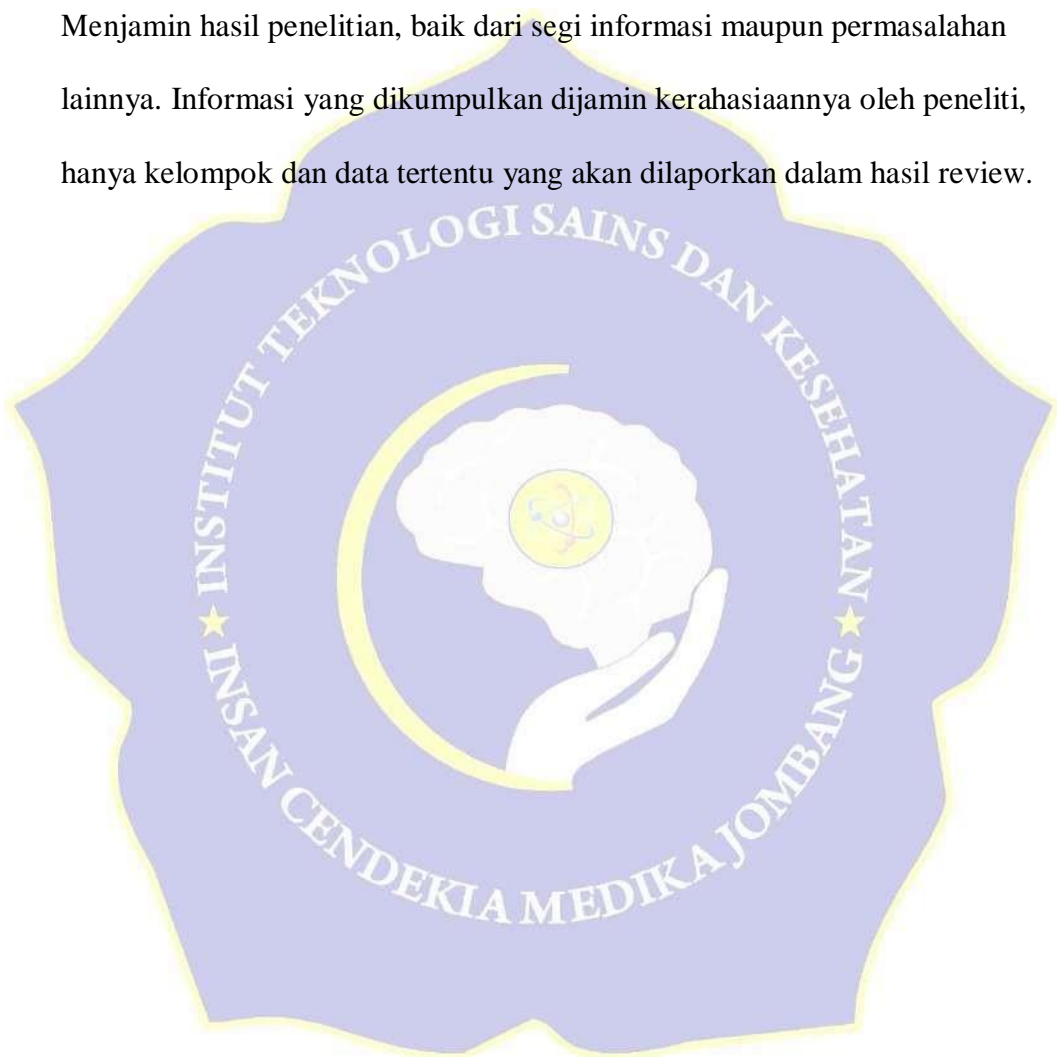 Menjamin hasil penelitian, baik dari segi informasi maupun permasalahan
lainnya. Informasi yang dikumpulkan dijamin kerahasiaannya oleh peneliti,
hanya kelompok dan data tertentu yang akan dilaporkan dalam hasil review.
INSTITUT TEKNOLOGI SAINS DAN KESEHATAN
INSAN CENDEKIA MEDIKA JOMBANG